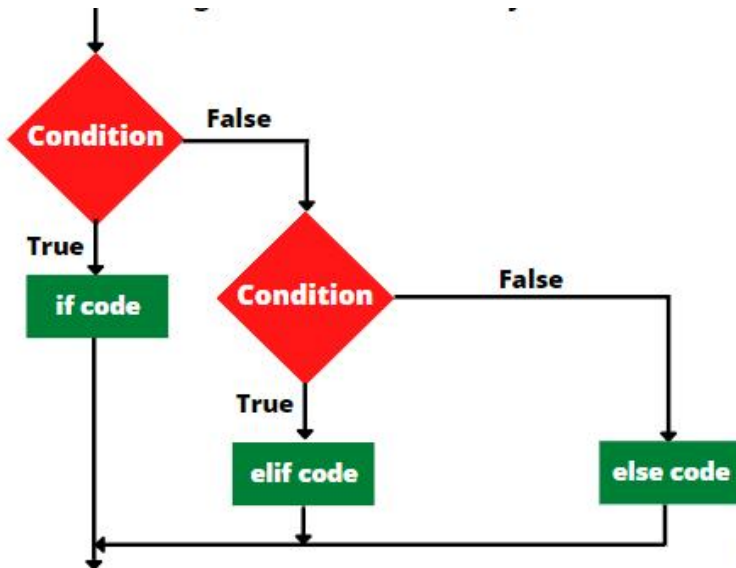 Condition
False
True
if code
Condition
False
True
elif code
else code